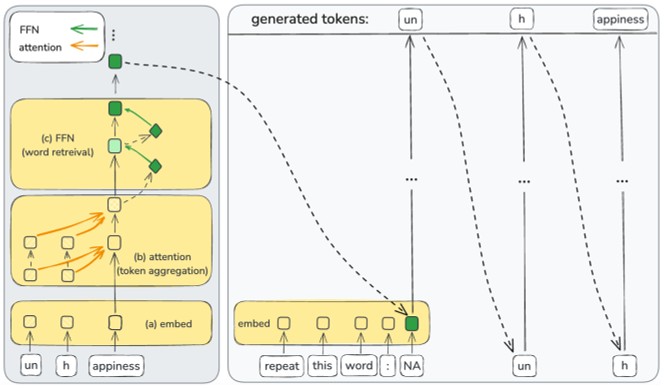 FFN
attention
⋮
(c) FFN
(word retreival)
(b) attention
(token aggregation)
(a) embed
un h appiness
generated tokens: un h appiness
... ... ...
embed
repeat this word : NA un h